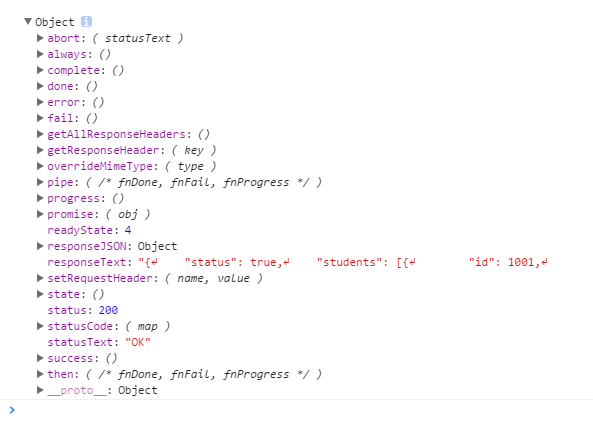 Object i
abort: ( statusText )
always: ()
complete: ()
done: ()
error: ()
fail: ()
getAllResponseHeaders: ()
getResponseHeader: ( key )
overrideMimeType: ( type )
pipe: ( /* fnDone, fnFail, fnProgress */ )
progress: ()
promise: ( obj )
readyState: 4
responseJSON: Object
responseText: "{↵    "status": true,↵    "students": [{↵        "id": 1001,↵
setRequestHeader: ( name, value )
state: ()
status: 200
statusCode: ( map )
statusText: "OK"
success: ()
then: ( /* fnDone, fnFail, fnProgress */ )
__proto__: Object
>